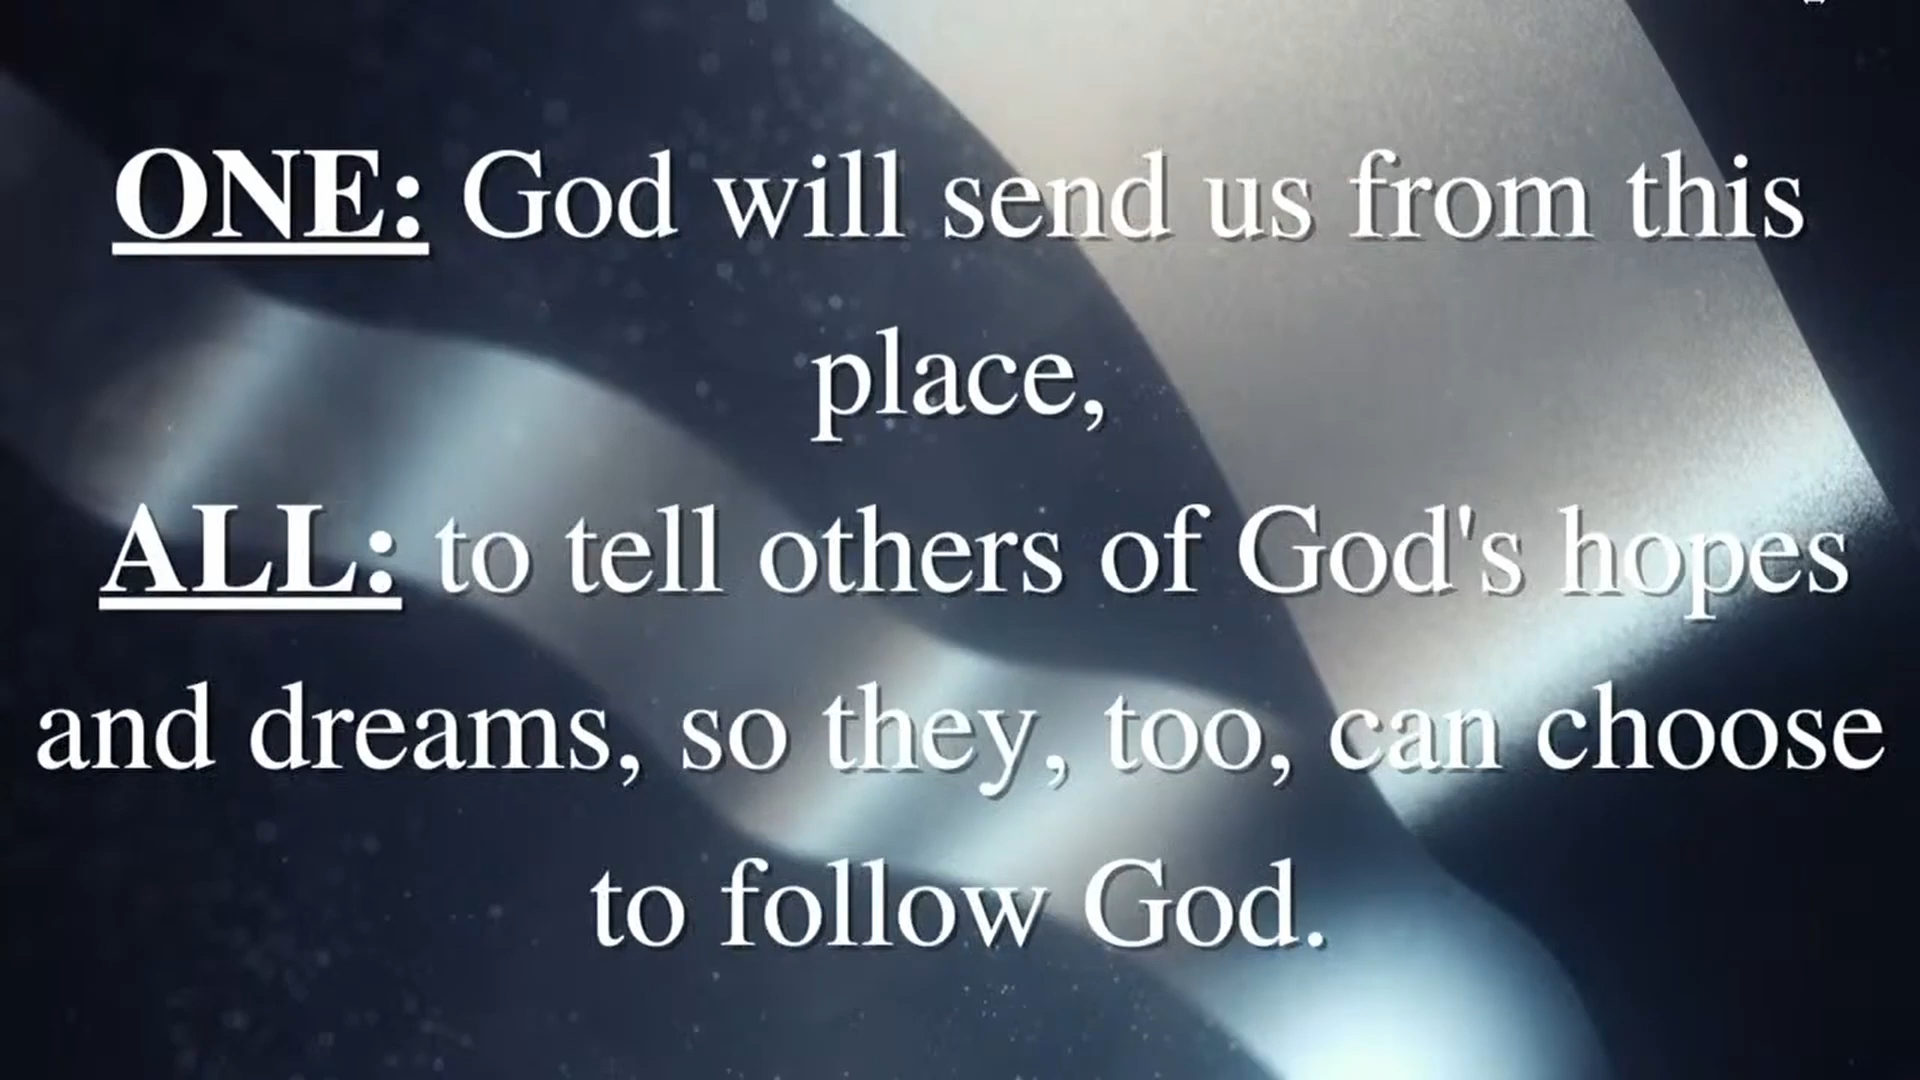 ONE: God will send us from this
place,
ALL: to tell others of God's hopes
and dreams, so they, too, can choose
to follow God.